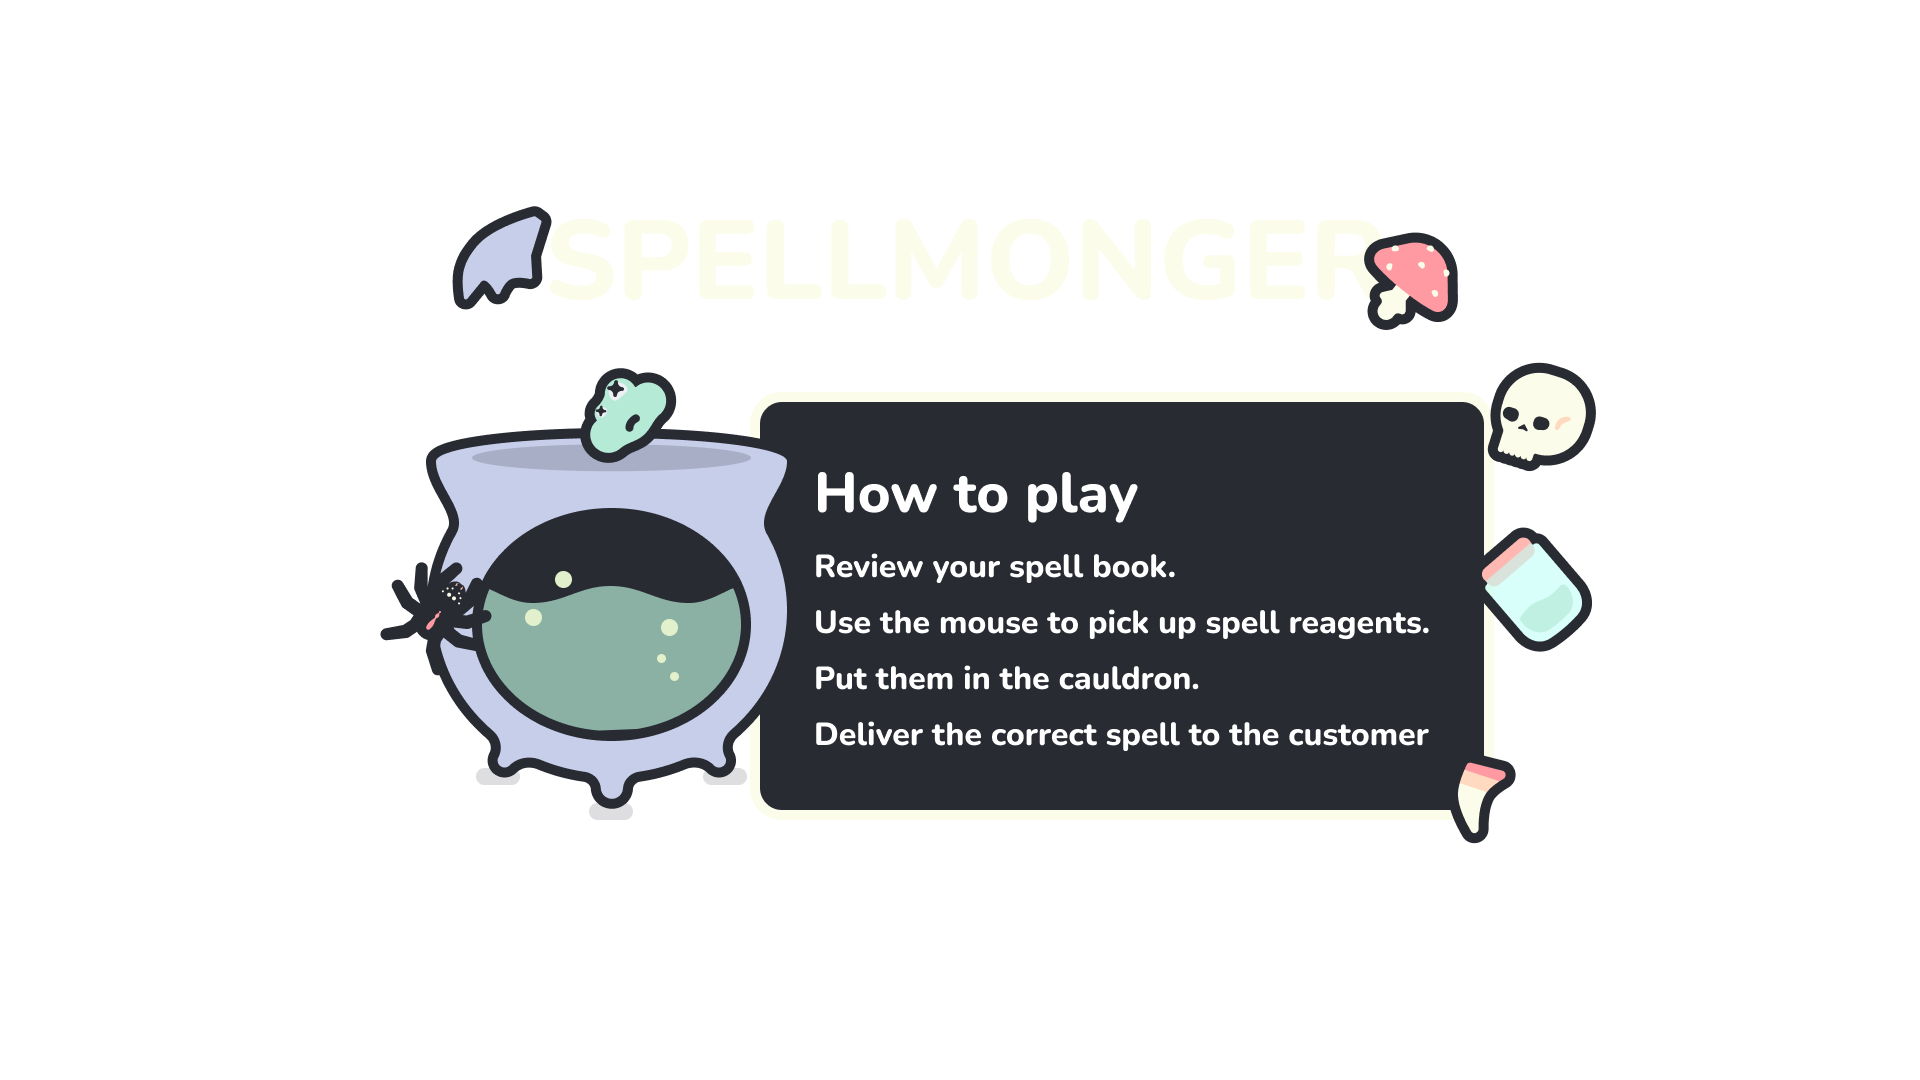 SPELLMONGER
How to play
Review your spell book.
Use the mouse to pick up spell reagents.
Put them in the cauldron.
Deliver the correct spell to the customer